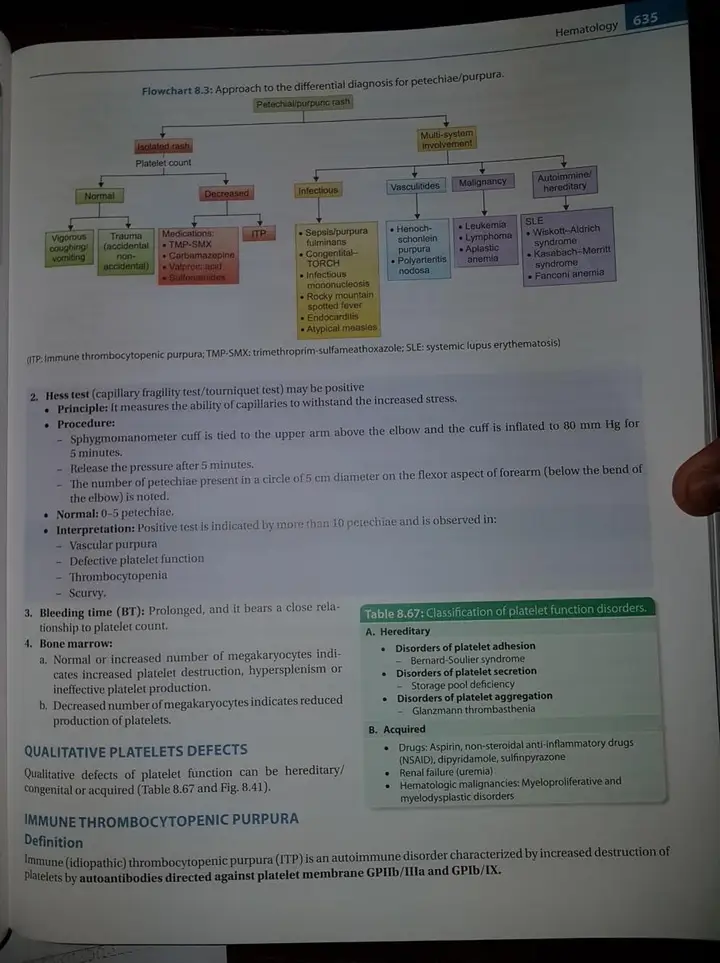 Hematology 635
Flowchart 8.3: Approach to the differential diagnosis for petechiae/purpura.
Petechial/purpuric rash
Isolated rash
Platelet count
Normal
Vigorous
coughing/
vomiting
Trauma
(accidental
non-
accidental)
Decreased
Medications:
• TMP-SMX
• Carbamazepine
• Valproic acid
• Sulfonamides
ITP
Multi-system
involvement
Infectious
• Sepsis/purpura
fulminans
• Congentital–
TORCH
• Infectious
mononucleosis
• Rocky mountain
spotted fever
• Endocarditis
• Atypical measles
Vasculitides
• Henoch-
schonlein
purpura
• Polyarteritis
nodosa
Malignancy
• Leukemia
• Lymphoma
• Aplastic
anemia
Autoimmine/
hereditary
SLE
• Wiskott–Aldrich
syndrome
• Kasabach–Merritt
syndrome
• Fanconi anemia
(ITP: Immune thrombocytopenic purpura; TMP-SMX: trimethroprim-sulfameathoxazole; SLE: systemic lupus erythematosis)
2. Hess test (capillary fragility test/tourniquet test) may be positive
• Principle: It measures the ability of capillaries to withstand the increased stress.
• Procedure:
– Sphygmomanometer cuff is tied to the upper arm above the elbow and the cuff is inflated to 80 mm Hg for
5 minutes.
– Release the pressure after 5 minutes.
– The number of petechiae present in a circle of 5 cm diameter on the flexor aspect of forearm (below the bend of
the elbow) is noted.
• Normal: 0–5 petechiae.
• Interpretation: Positive test is indicated by more than 10 petechiae and is observed in:
– Vascular purpura
– Defective platelet function
– Thrombocytopenia
– Scurvy.
3. Bleeding time (BT): Prolonged, and it bears a close rela-
tionship to platelet count.
4. Bone marrow:
a. Normal or increased number of megakaryocytes indi-
cates increased platelet destruction, hypersplenism or
ineffective platelet production.
b. Decreased number of megakaryocytes indicates reduced
production of platelets.
QUALITATIVE PLATELETS DEFECTS
Qualitative defects of platelet function can be hereditary/
congenital or acquired (Table 8.67 and Fig. 8.41).
Table 8.67: Classification of platelet function disorders.
A. Hereditary
• Disorders of platelet adhesion
– Bernard-Soulier syndrome
• Disorders of platelet secretion
– Storage pool deficiency
• Disorders of platelet aggregation
– Glanzmann thrombasthenia
B. Acquired
• Drugs: Aspirin, non-steroidal anti-inflammatory drugs
(NSAID), dipyridamole, sulfinpyrazone
• Renal failure (uremia)
• Hematologic malignancies: Myeloproliferative and
myelodysplastic disorders
IMMUNE THROMBOCYTOPENIC PURPURA
Definition
Immune (idiopathic) thrombocytopenic purpura (ITP) is an autoimmune disorder characterized by increased destruction of
platelets by autoantibodies directed against platelet membrane GPIIb/IIIa and GPIb/IX.